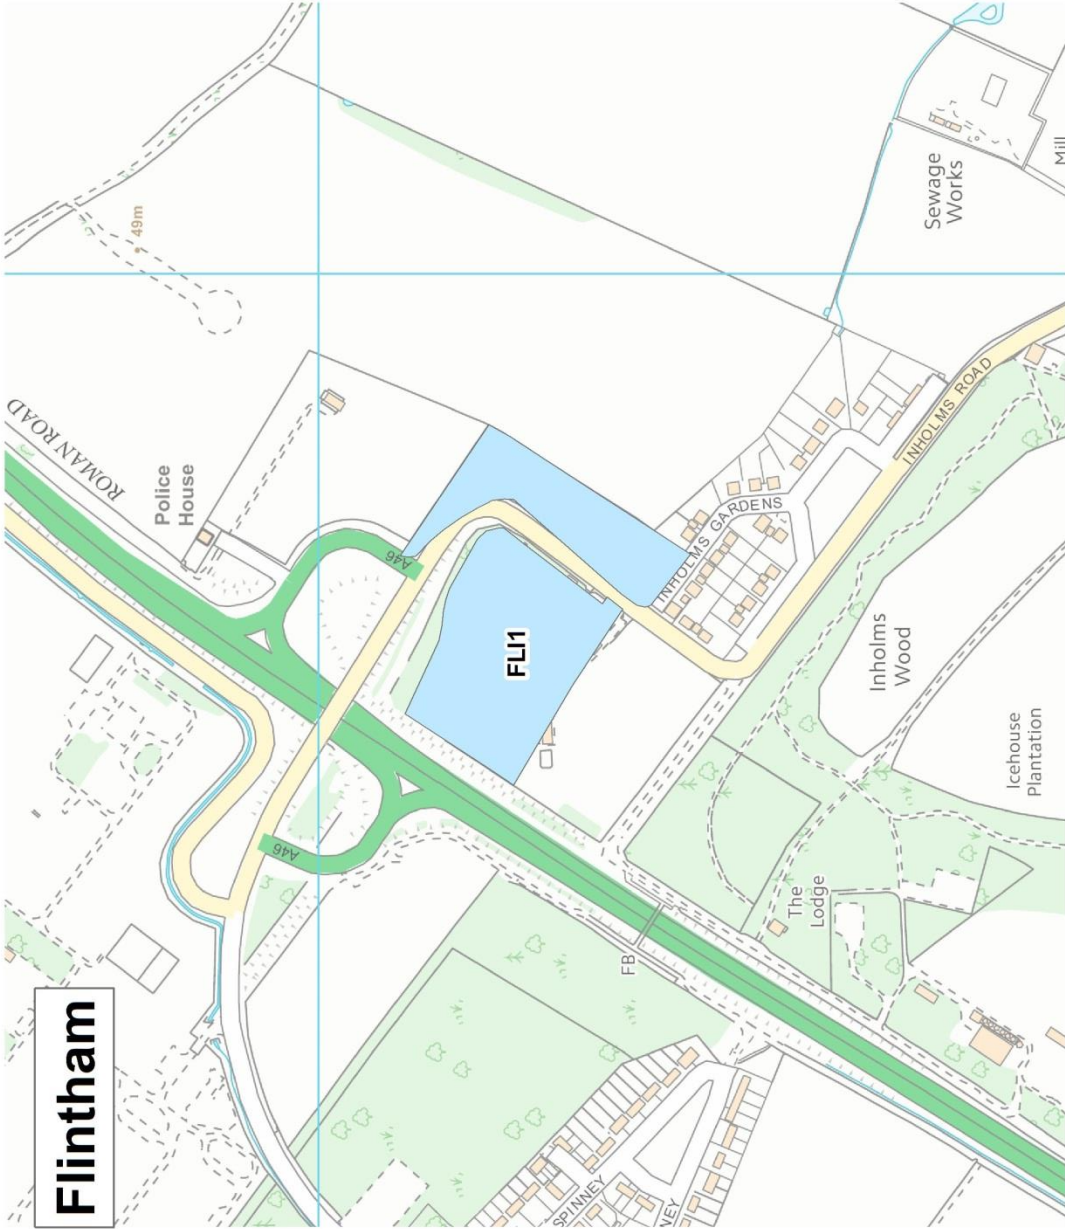 Flintham
ROMAN ROAD
49m
Police
House
A46
A46
FLI1
INHOLMS GARDENS
INHOLMS ROAD
Sewage
Works
Mill
Inholms
Wood
Icehouse
Plantation
The
Lodge
FB
SPINNEY
NEY